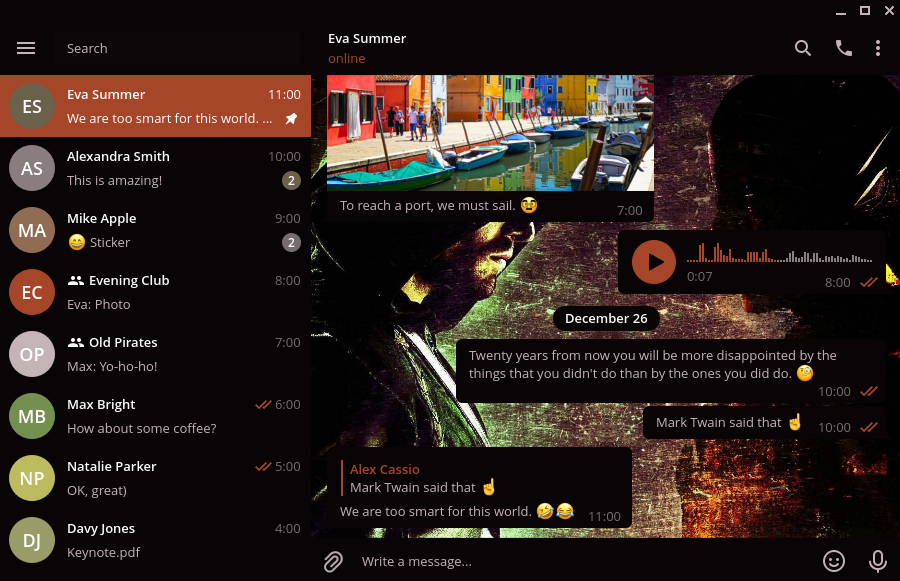 Search
ES
Eva Summer 11:00
We are too smart for this world. ...
AS
Alexandra Smith 10:00
This is amazing! 2
MA
Mike Apple 9:00
😄 Sticker 2
EC
Evening Club 8:00
Eva: Photo
OP
Old Pirates 7:00
Max: Yo-ho-ho!
MB
Max Bright 6:00
How about some coffee?
NP
Natalie Parker 5:00
OK, great)
DJ
Davy Jones 4:00
Keynote.pdf
Eva Summer
online
To reach a port, we must sail. 🥸
7:00
0:07
8:00
December 26
Twenty years from now you will be more disappointed by the
things that you didn't do than by the ones you did do. 🧐
10:00
Mark Twain said that ☝ 10:00
Alex Cassio
Mark Twain said that ☝
We are too smart for this world. 🤣😂 11:00
Write a message...